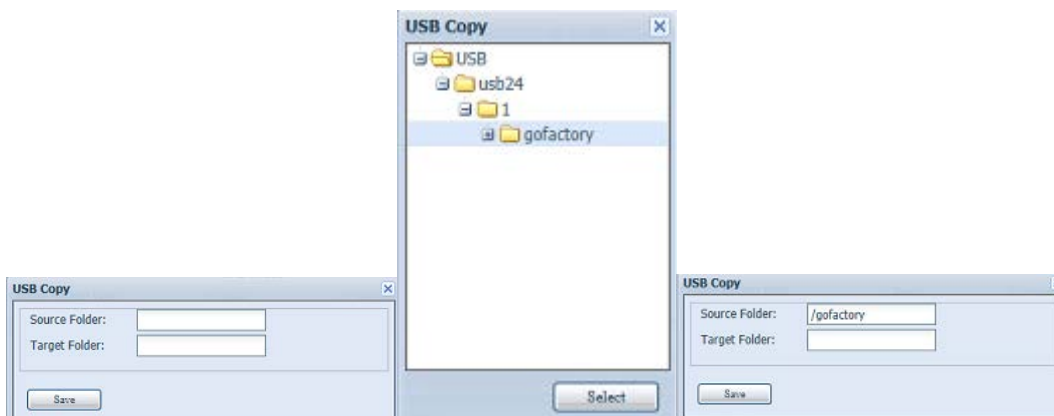 USB Copy
Source Folder:
Target Folder:
Save
USB Copy
USB
usb24
1
gofactory
Select
USB Copy
Source Folder: /gofactory
Target Folder:
Save